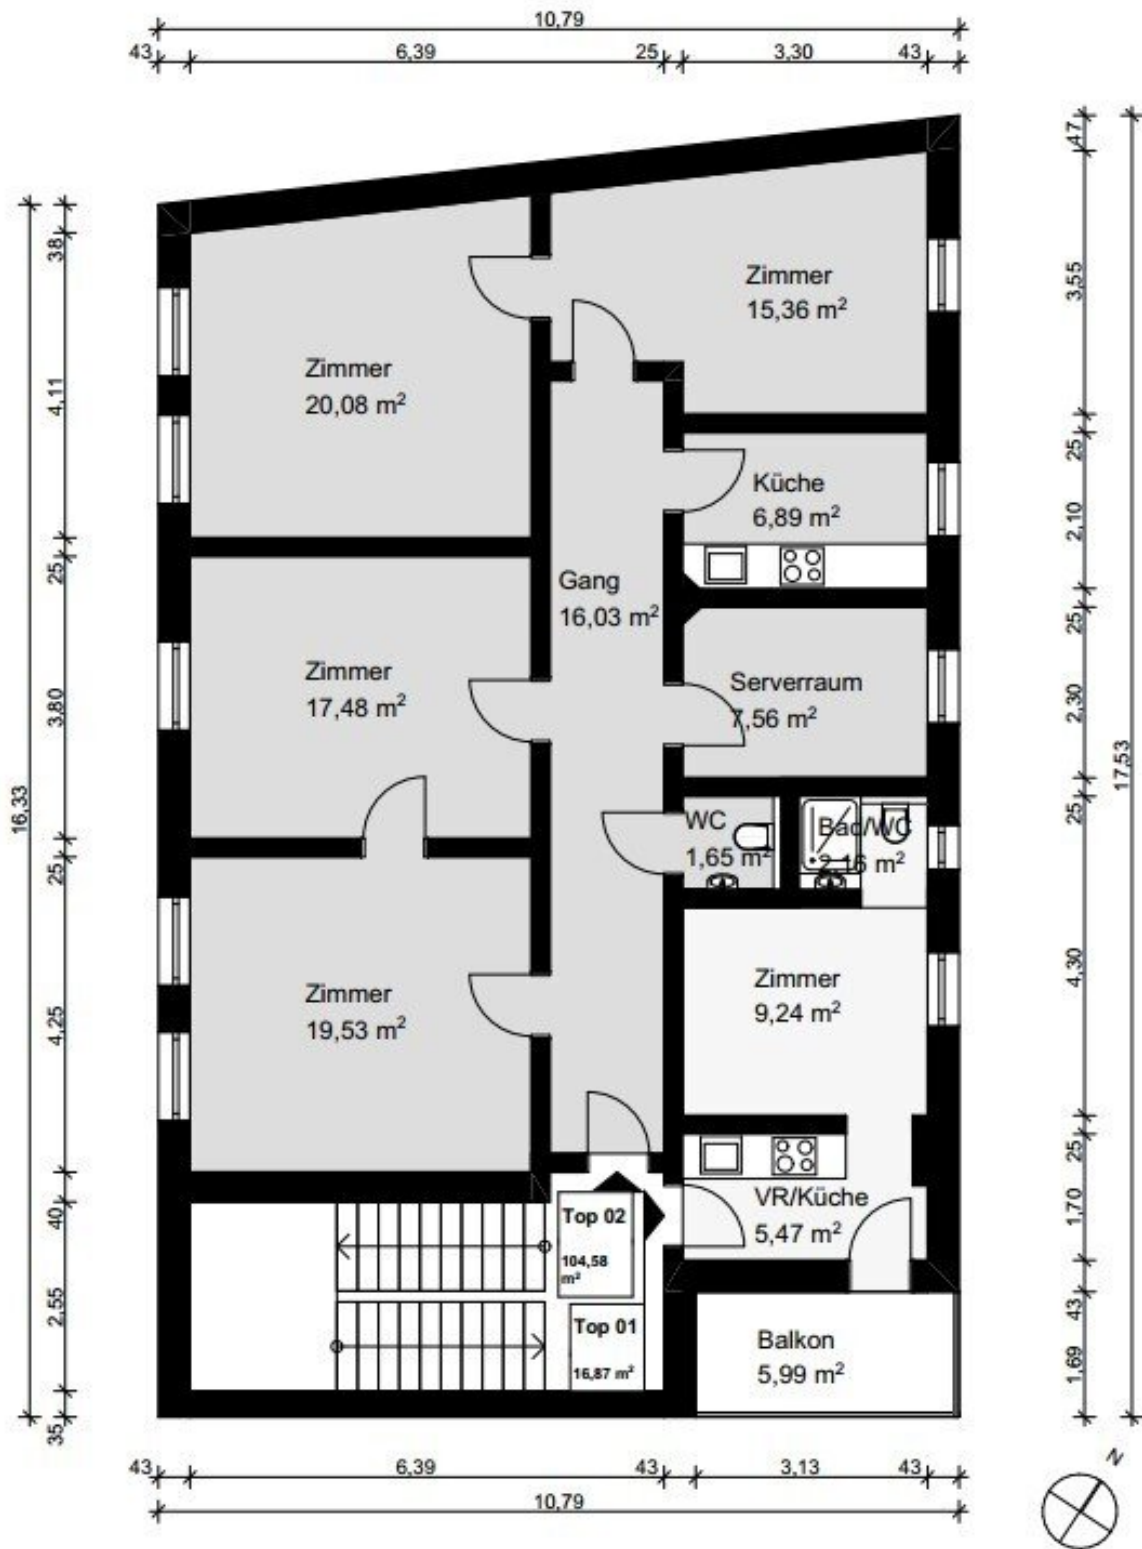 10,79
43
6,39
25
3,30
43
47
38
3,55
Zimmer
15,36 m²
Zimmer
20,08 m²
4,11
25
Küche
6,89 m²
2,10
25
Gang
16,03 m²
25
Zimmer
17,48 m²
Serverraum
7,56 m²
3,80
2,30
16,33
17,53
25
WC
1,65 m²
Bad/WC
2,16 m²
25
Zimmer
19,53 m²
Zimmer
9,24 m²
4,25
4,30
25
40
VR/Küche
5,47 m²
1,70
Top 02
104,58
m²
2,55
43
Top 01
16,87 m²
Balkon
5,99 m²
1,69
35
43
6,39
43
3,13
43
10,79
N